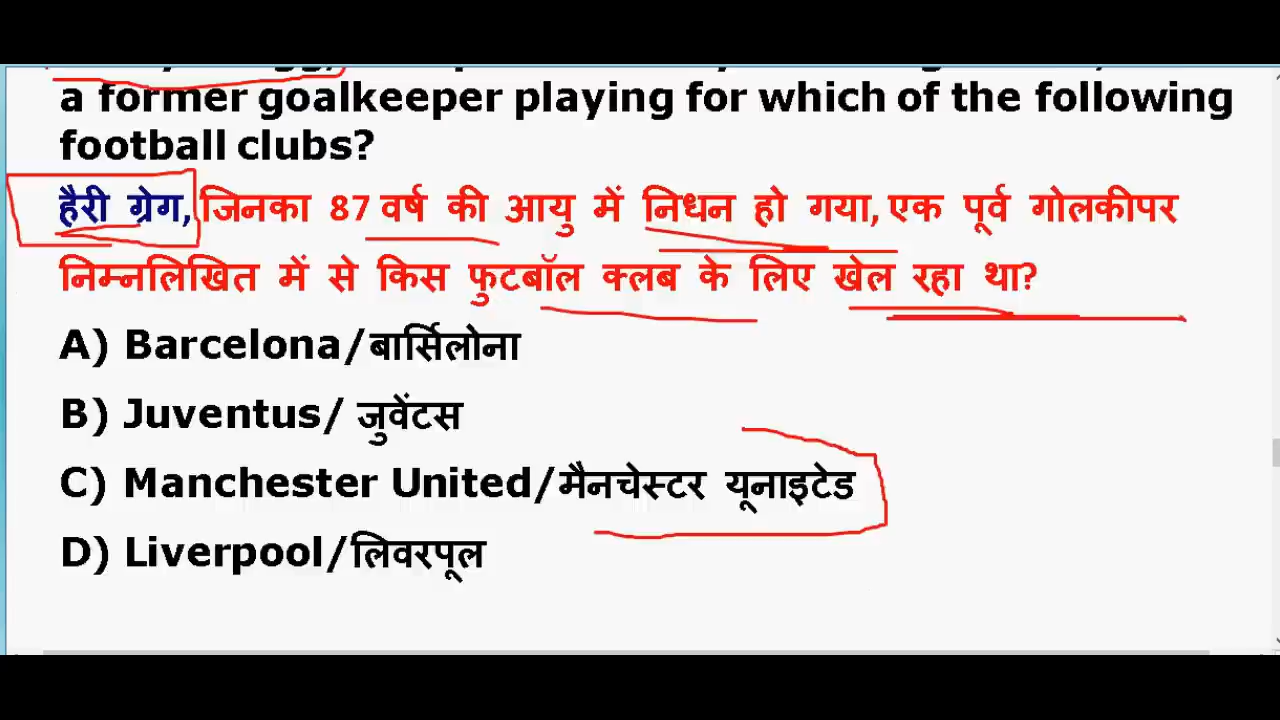 a former goalkeeper playing for which of the following
football clubs?
हैरी ग्रेग, जिनका 87 वर्ष की आयु में निधन हो गया, एक पूर्व गोलकीपर
निम्नलिखित में से किस फुटबॉल क्लब के लिए खेल रहा था?
A) Barcelona/बार्सिलोना
B) Juventus/ जुवेंटस
C) Manchester United/मैनचेस्टर यूनाइटेड
D) Liverpool/लिवरपूल